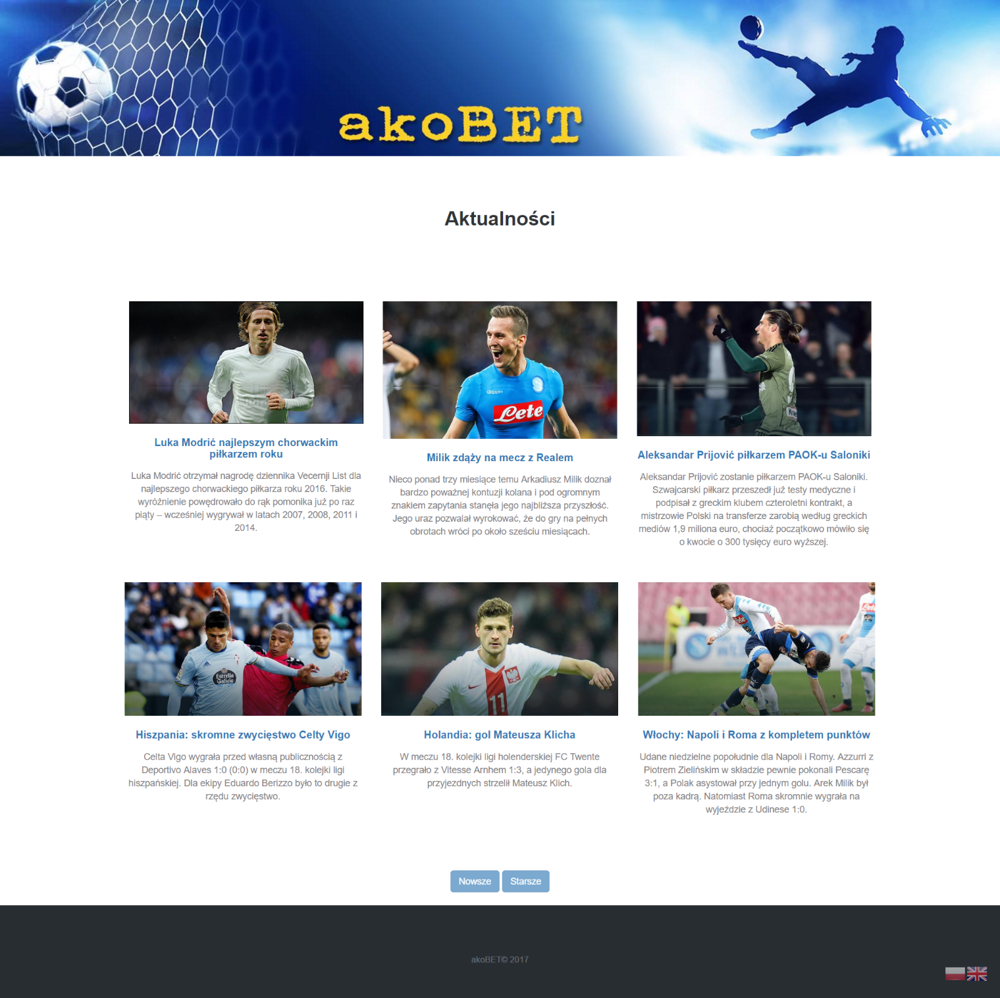 akoBET
Aktualności
Luka Modrić najlepszym chorwackim
piłkarzem roku
Luka Modrić otrzymał nagrodę dziennika Vecernji List dla
najlepszego chorwackiego piłkarza roku 2016. Takie
wyróżnienie powędrowało do rąk pomonika już po raz
piąty – wcześniej wygrywał w latach 2007, 2008, 2011 i
2014.
Lete
Milik zdąży na mecz z Realem
Nieco ponad trzy miesiące temu Arkadiusz Milik doznał
bardzo poważnej kontuzji kolana i pod ogromnym
znakiem zapytania stanęła jego najbliższa przyszłość.
Jego uraz pozwalał wyrokować, że do gry na pełnych
obrotach wróci po około sześciu miesiącach.
Aleksandar Prijović piłkarzem PAOK-u Saloniki
Aleksandar Prijović zostanie piłkarzem PAOK-u Saloniki.
Szwajcarski piłkarz przeszedł już testy medyczne i
podpisał z greckim klubem czteroletni kontrakt, a
mistrzowie Polski na transferze zarobią według greckich
mediów 1,9 miliona euro, chociaż początkowo mówiło się
o kwocie o 300 tysięcy euro wyższej.
Estrella
Galicia
Hiszpania: skromne zwycięstwo Celty Vigo
Celta Vigo wygrała przed własną publicznością z
Deportivo Alaves 1:0 (0:0) w meczu 18. kolejki ligi
hiszpańskiej. Dla ekipy Eduardo Berizzo było to drugie z
rzędu zwycięstwo.
11
Holandia: gol Mateusza Klicha
W meczu 18. kolejki ligi holenderskiej FC Twente
przegrało z Vitesse Arnhem 1:3, a jedynego gola dla
przyjezdnych strzelił Mateusz Klich.
Lete
Włochy: Napoli i Roma z kompletem punktów
Udane niedzielne popołudnie dla Napoli i Romy. Azzurri z
Piotrem Zielińskim w składzie pewnie pokonali Pescarę
3:1, a Polak asystował przy jednym golu. Arek Milik był
poza kadrą. Natomiast Roma skromnie wygrała na
wyjeździe z Udinese 1:0.
Nowsze
Starsze
akoBET© 2017